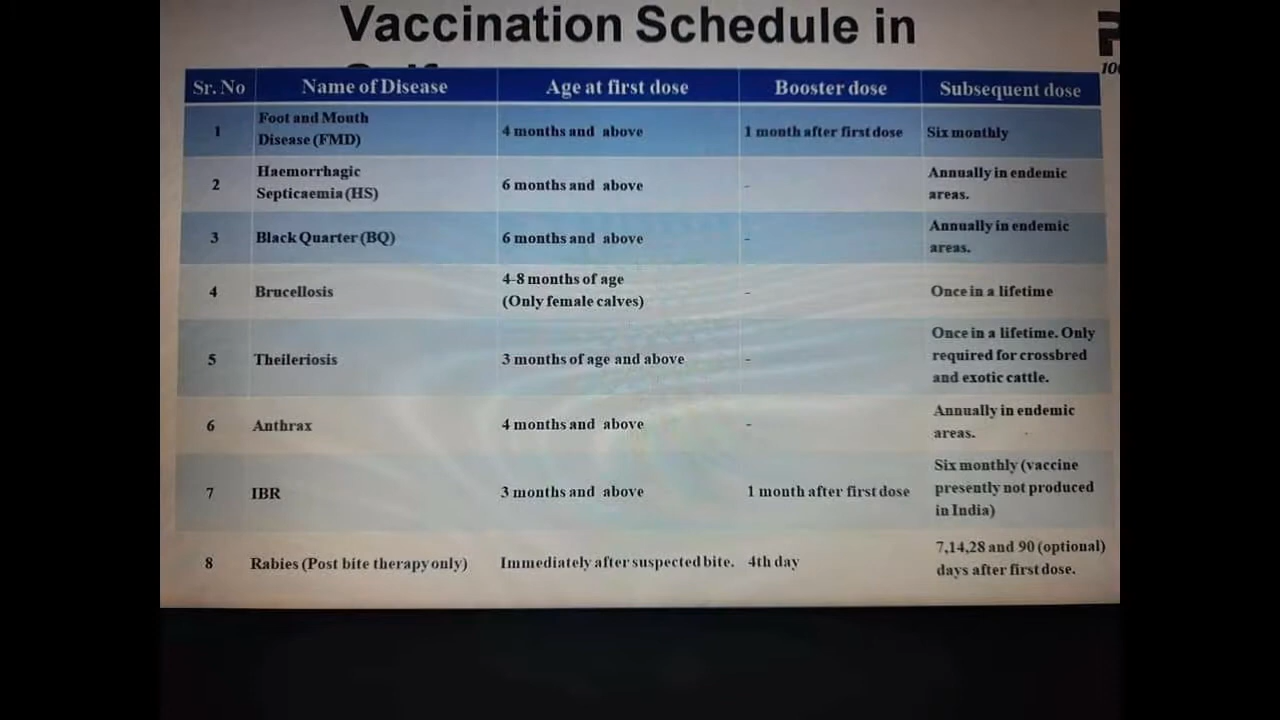 Vaccination Schedule in
Sr. No Name of Disease Age at first dose Booster dose Subsequent dose
1 Foot and Mouth Disease (FMD) 4 months and above 1 month after first dose Six monthly
2 Haemorrhagic Septicaemia (HS) 6 months and above - Annually in endemic areas.
3 Black Quarter (BQ) 6 months and above - Annually in endemic areas.
4 Brucellosis 4-8 months of age (Only female calves) - Once in a lifetime
5 Theileriosis 3 months of age and above - Once in a lifetime. Only required for crossbred and exotic cattle.
6 Anthrax 4 months and above - Annually in endemic areas.
7 IBR 3 months and above 1 month after first dose Six monthly (vaccine presently not produced in India)
8 Rabies (Post bite therapy only) Immediately after suspected bite. 4th day 7,14,28 and 90 (optional) days after first dose.